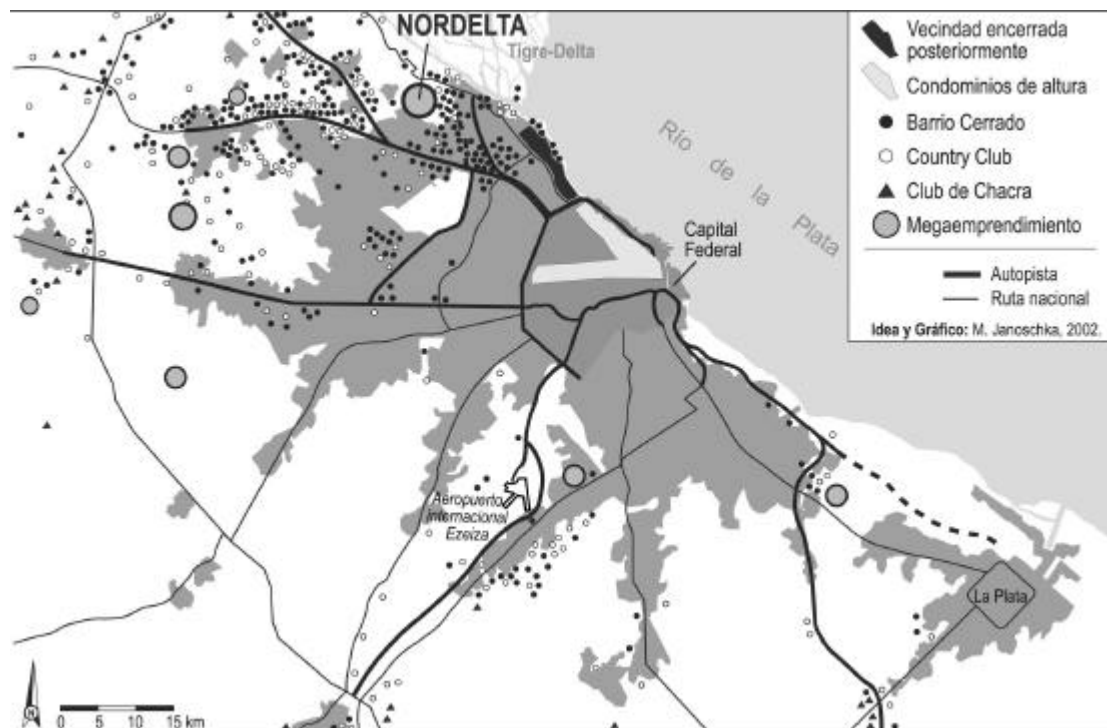 NORDELTA
Tigre-Delta
Río de la Plata
Capital
Federal
Aeropuerto
Internacional
Ezeiza
La Plata
N
0 5 10 15 km
Vecindad encerrada
posteriormente
Condominios de altura
Barrio Cerrado
Country Club
Club de Chacra
Megaemprendimiento
Autopista
Ruta nacional
Idea y Gráfico: M. Janoschka, 2002.